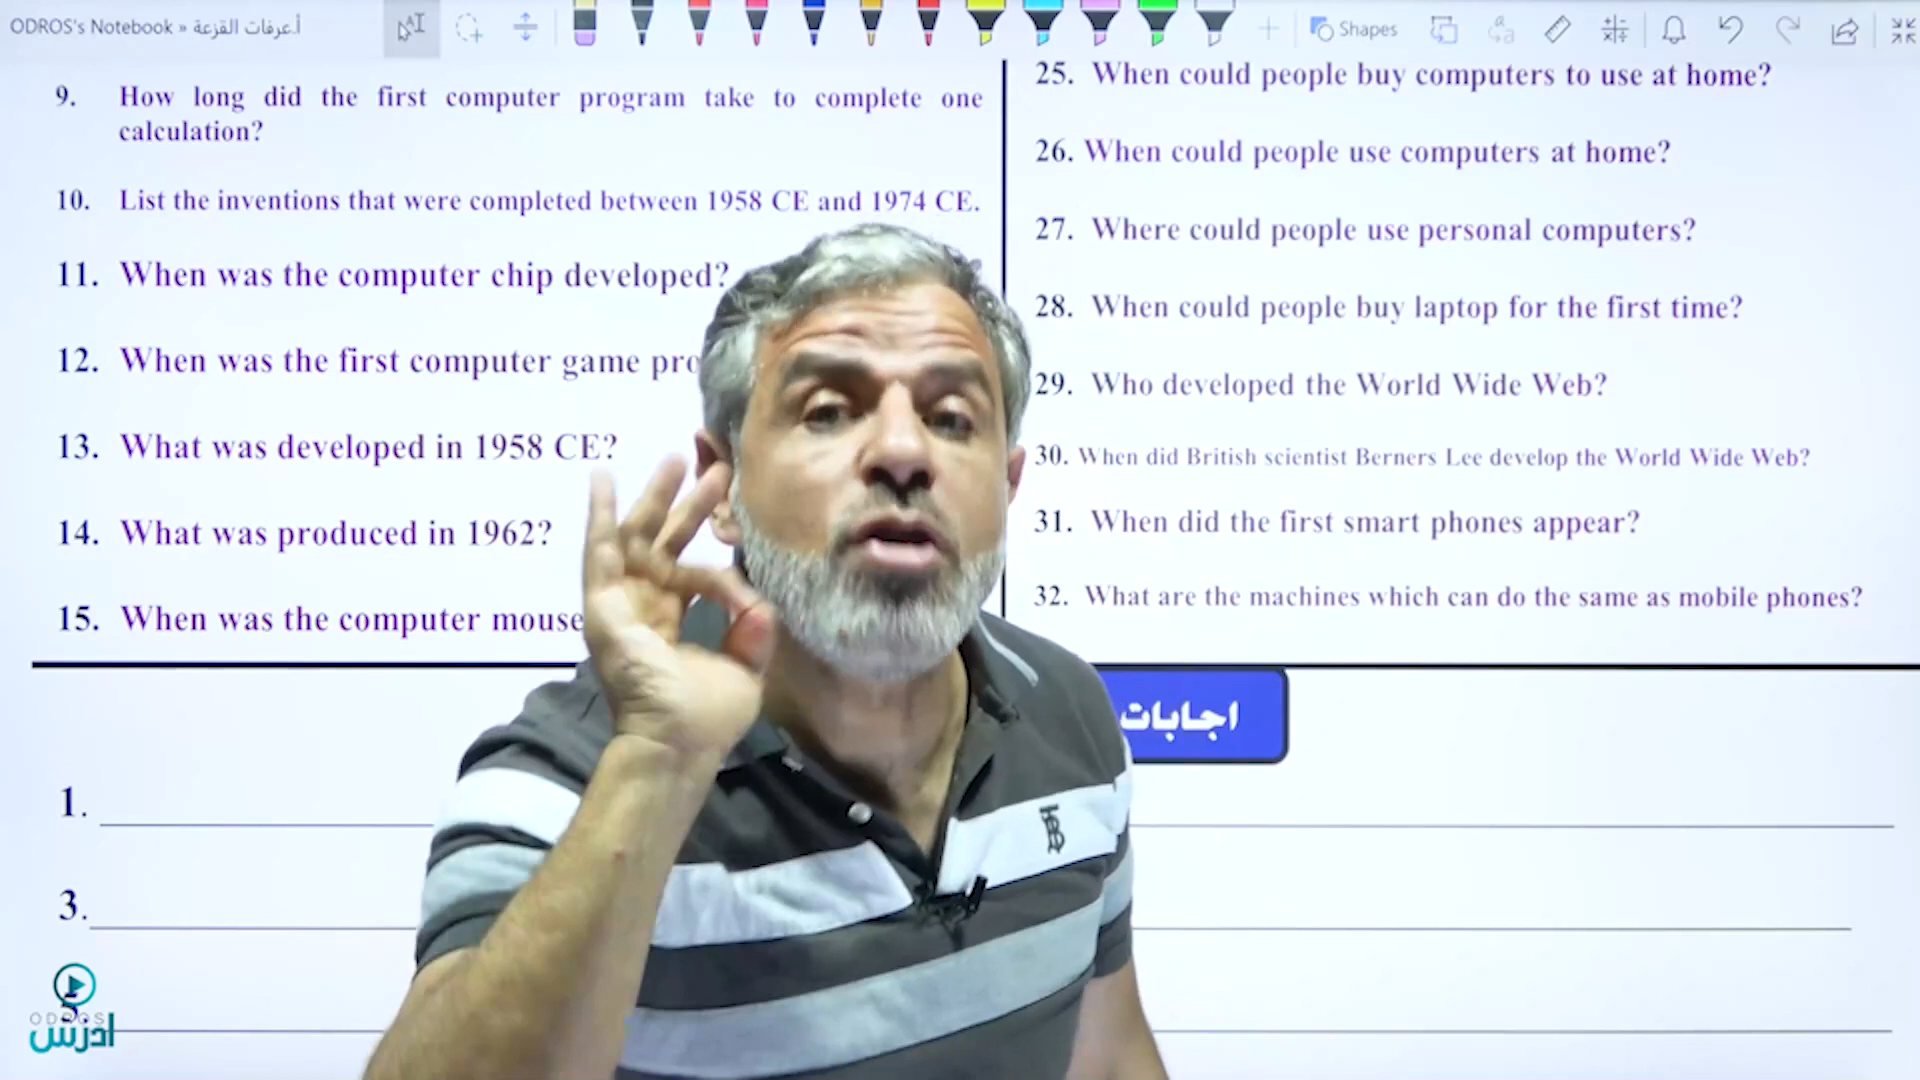 ODROS's Notebook » أ.عرفات القزعة
Shapes
9. How long did the first computer program take to complete one
calculation?
10. List the inventions that were completed between 1958 CE and 1974 CE.
11. When was the computer chip developed?
12. When was the first computer game pro
13. What was developed in 1958 CE?
14. What was produced in 1962?
15. When was the computer mouse
25. When could people buy computers to use at home?
26. When could people use computers at home?
27. Where could people use personal computers?
28. When could people buy laptop for the first time?
29. Who developed the World Wide Web?
30. When did British scientist Berners Lee develop the World Wide Web?
31. When did the first smart phones appear?
32. What are the machines which can do the same as mobile phones?
اجابات
1.
3.
5.
ODROS
ادرس